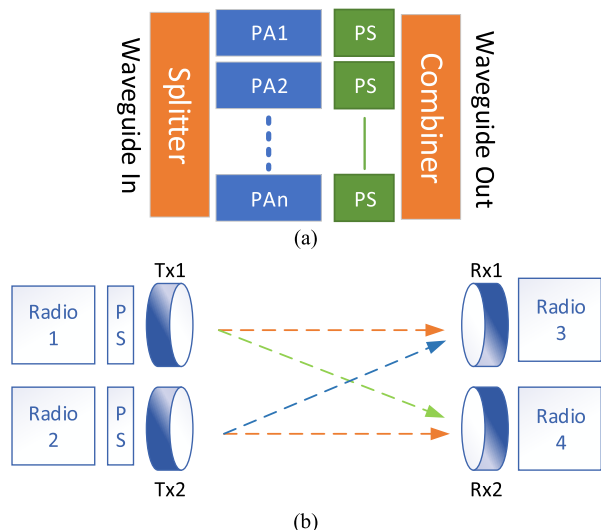 Waveguide In
Splitter
PA1
PS
PA2
PS
PAn
PS
Combiner
Waveguide Out
(a)
Tx1
Rx1
Radio
1
P
S
Radio
3
Radio
2
P
S
Radio
4
Tx2
Rx2
(b)